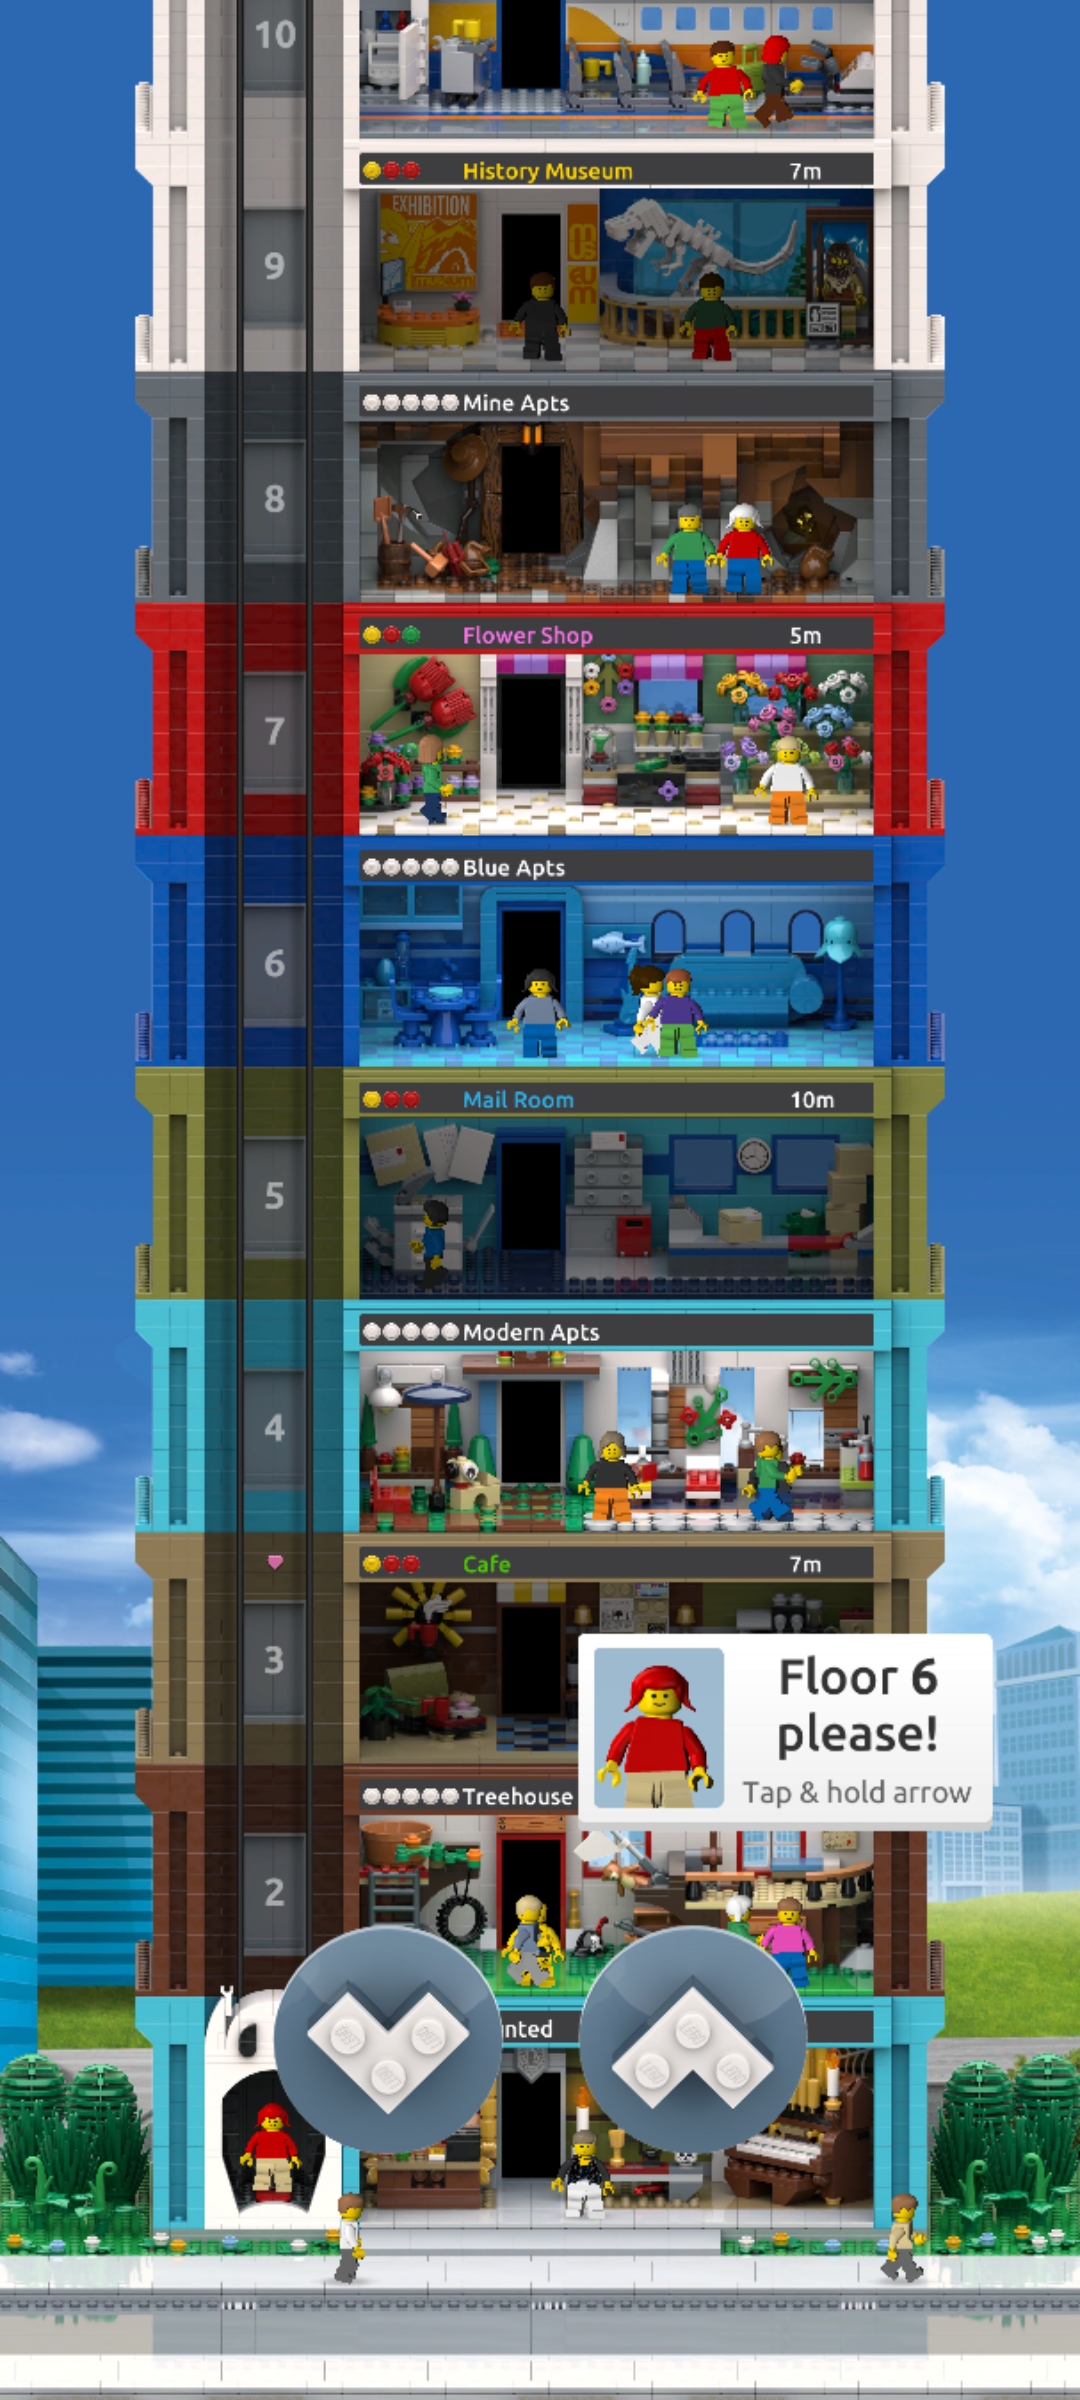 10
History Museum 7m
EXHIBITION
museum
9
Mine Apts
8
Flower Shop 5m
7
Blue Apts
6
Mail Room 10m
5
Modern Apts
4
Cafe 7m
3
Floor 6
please!
Tap & hold arrow
Treehouse
2
nted